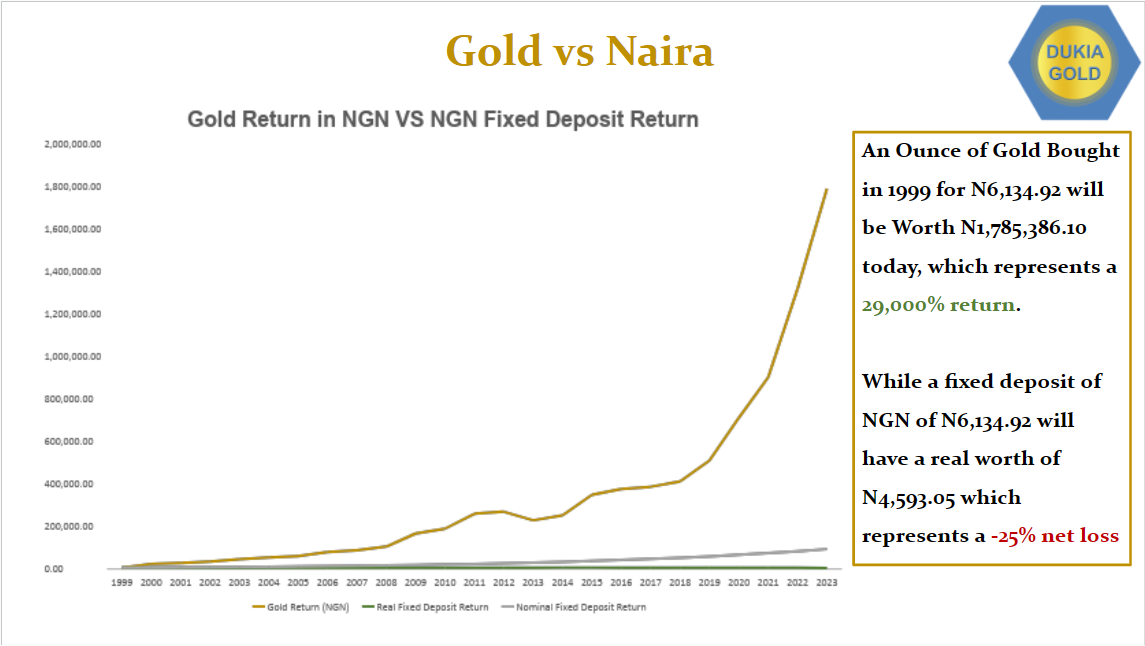 Gold vs Naira
DUKIA
GOLD
Gold Return in NGN VS NGN Fixed Deposit Return
2,000,000.00
1,800,000.00
1,600,000.00
1,400,000.00
1,200,000.00
1,000,000.00
800,000.00
600,000.00
400,000.00
200,000.00
0.00
1999 2000 2001 2002 2003 2004 2005 2006 2007 2008 2009 2010 2011 2012 2013 2014 2015 2016 2017 2018 2019 2020 2021 2022 2023
Gold Return (NGN) Real Fixed Deposit Return Nominal Fixed Deposit Return
An Ounce of Gold Bought
in 1999 for N6,134.92 will
be Worth N1,785,386.10
today, which represents a
29,000% return.
While a fixed deposit of
NGN of N6,134.92 will
have a real worth of
N4,593.05 which
represents a -25% net loss